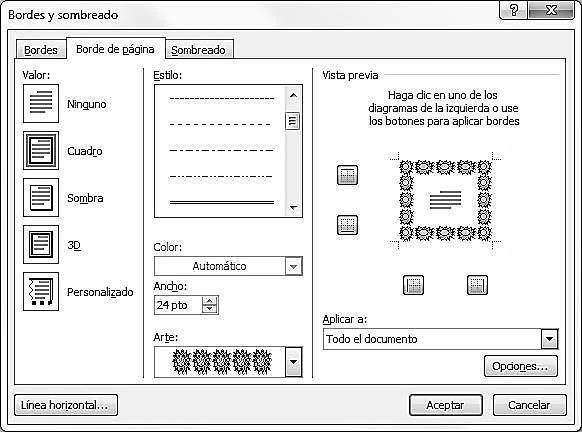 Bordes y sombreado
Bordes
Borde de página
Sombreado
Valor:
Ninguno
Cuadro
Sombra
3D
Personalizado
Estilo:
Color:
Automático
Ancho:
24 pto
Arte:
Vista previa
Haga clic en uno de los
diagramas de la izquierda o use
los botones para aplicar bordes
Aplicar a:
Todo el documento
Opciones...
Línea horizontal...
Aceptar
Cancelar